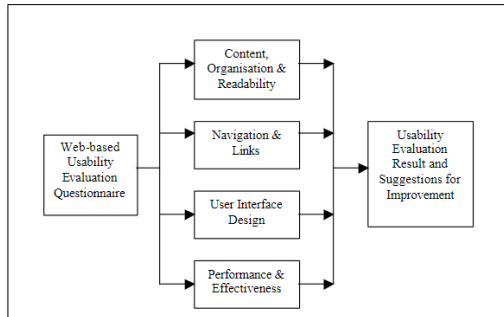 Content,
Organisation &
Readability
Web-based
Usability
Evaluation
Questionnaire
Navigation &
Links
User Interface
Design
Performance &
Effectiveness
Usability
Evaluation
Result and
Suggestions for
Improvement